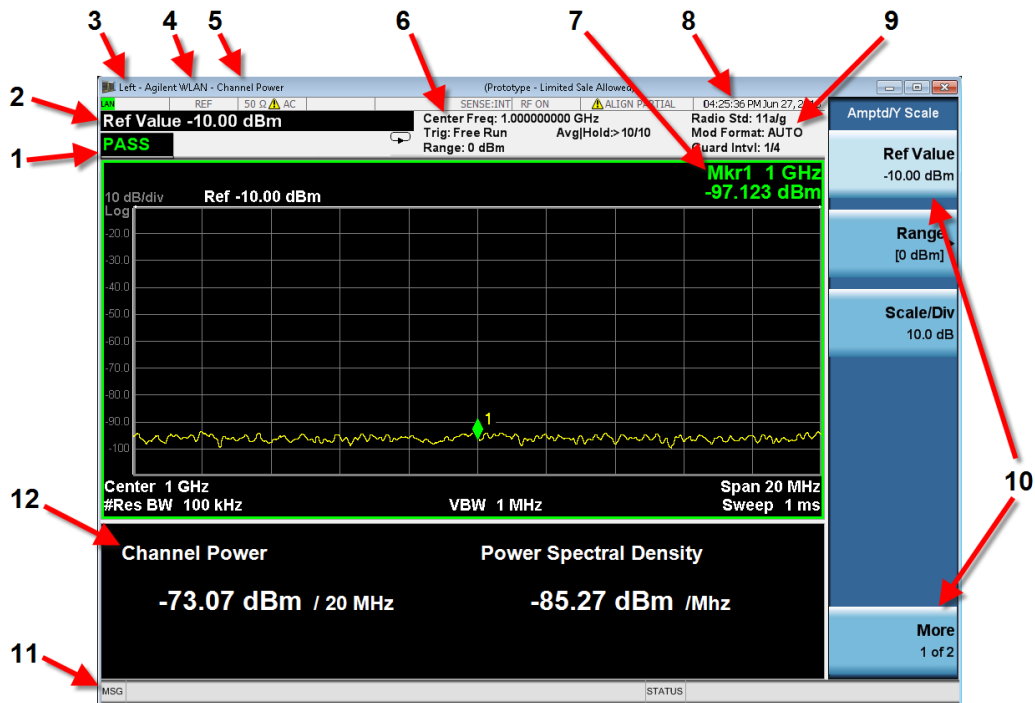 3 4 5 6 7 8 9
Left - Agilent WLAN - Channel Power (Prototype - Limited Sale Allowed)
LAN REF 50 Ω AC SENSE:INT RF ON ALIGN PARTIAL 04:25:36 PM Jun 27,
2
Ref Value -10.00 dBm
Center Freq: 1.000000000 GHz
Trig: Free Run Avg|Hold:> 10/10
Range: 0 dBm
Radio Std: 11a/g
Mod Format: AUTO
Guard Intvl: 1/4
1
PASS
Mkr1 1 GHz
-97.123 dBm
10 dB/div Ref -10.00 dBm
Log
-20.0
-30.0
-40.0
-50.0
-60.0
-70.0
-80.0
-90.0
-100
1
Center 1 GHz Span 20 MHz
#Res BW 100 kHz VBW 1 MHz Sweep 1 ms
12
Channel Power Power Spectral Density
-73.07 dBm / 20 MHz -85.27 dBm /Mhz
11
MSG STATUS
Amptd/Y Scale
Ref Value
-10.00 dBm
Range
[0 dBm]
Scale/Div
10.0 dB
10
More
1 of 2